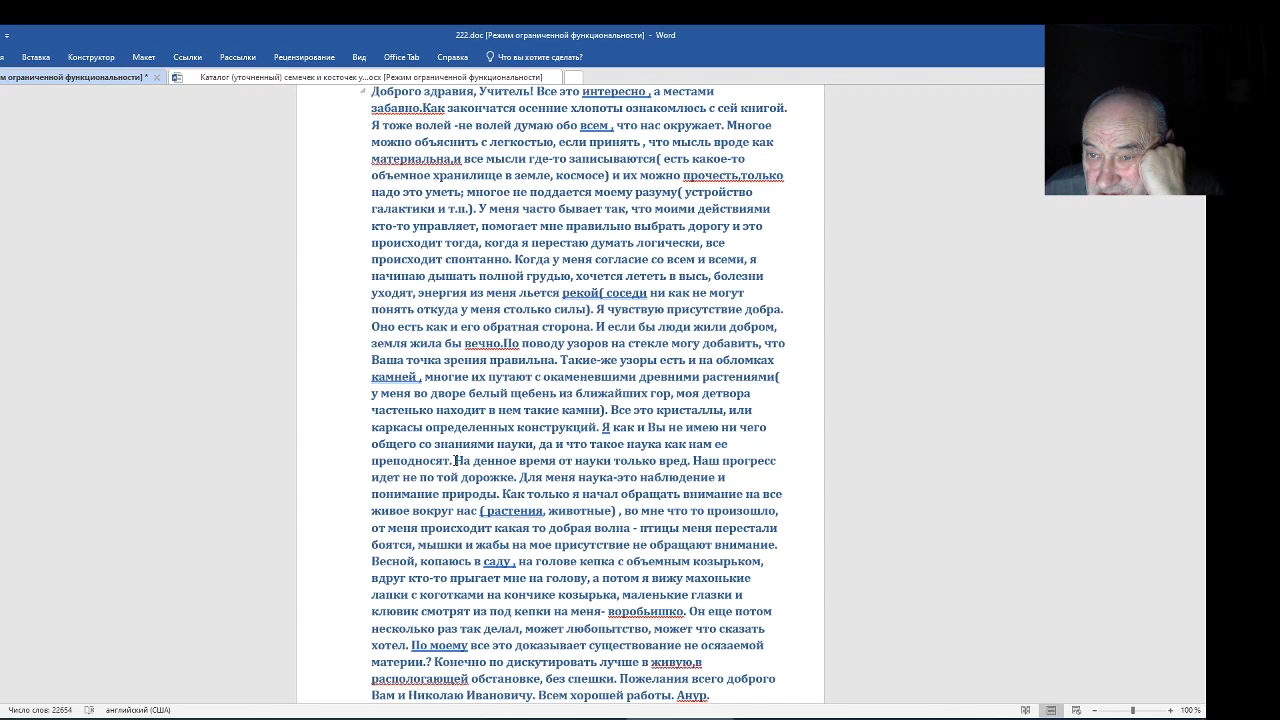 222.doc [Режим ограниченной функциональности] - Word
Вставка Конструктор Макет Ссылки Рассылки Рецензирование Вид Office Tab Справка Что вы хотите сделать?
м ограниченной функциональности] * Каталог (уточненный) семечек и косточек у...ocx [Режим ограниченной функциональности]
Доброго здравия, Учитель! Все это интересно , а местами
забавно.Как закончатся осенние хлопоты ознакомлюсь с сей книгой.
Я тоже волей -не волей думаю обо всем , что нас окружает. Многое
можно объяснить с легкостью, если принять , что мысль вроде как
материальна,и все мысли где-то записываются( есть какое-то
объемное хранилище в земле, космосе) и их можно прочесть,только
надо это уметь; многое не поддается моему разуму( устройство
галактики и т.п.). У меня часто бывает так, что моими действиями
кто-то управляет, помогает мне правильно выбрать дорогу и это
происходит тогда, когда я перестаю думать логически, все
происходит спонтанно. Когда у меня согласие со всем и всеми, я
начинаю дышать полной грудью, хочется лететь в высь, болезни
уходят, энергия из меня льется рекой( соседи ни как не могут
понять откуда у меня столько силы). Я чувствую присутствие добра.
Оно есть как и его обратная сторона. И если бы люди жили добром,
земля жила бы вечно.По поводу узоров на стекле могу добавить, что
Ваша точка зрения правильна. Такие-же узоры есть и на обломках
камней , многие их путают с окаменевшими древними растениями(
у меня во дворе белый щебень из ближайших гор, моя детвора
частенько находит в нем такие камни). Все это кристаллы, или
каркасы определенных конструкций. Я как и Вы не имею ни чего
общего со знаниями науки, да и что такое наука как нам ее
преподносят. На денное время от науки только вред. Наш прогресс
идет не по той дорожке. Для меня наука-это наблюдение и
понимание природы. Как только я начал обращать внимание на все
живое вокруг нас ( растения, животные) , во мне что то произошло,
от меня происходит какая то добрая волна - птицы меня перестали
боятся, мышки и жабы на мое присутствие не обращают внимание.
Весной, копаюсь в саду , на голове кепка с объемным козырьком,
вдруг кто-то прыгает мне на голову, а потом я вижу махонькие
лапки с коготками на кончике козырька, маленькие глазки и
клювик смотрят из под кепки на меня- воробьишко. Он еще потом
несколько раз так делал, может любопытство, может что сказать
хотел. По моему все это доказывает существование не осязаемой
материи.? Конечно по дискутировать лучше в живую,в
распологающей обстановке, без спешки. Пожелания всего доброго
Вам и Николаю Ивановичу. Всем хорошей работы. Анур.
Число слов: 22654 английский (США) 100 %